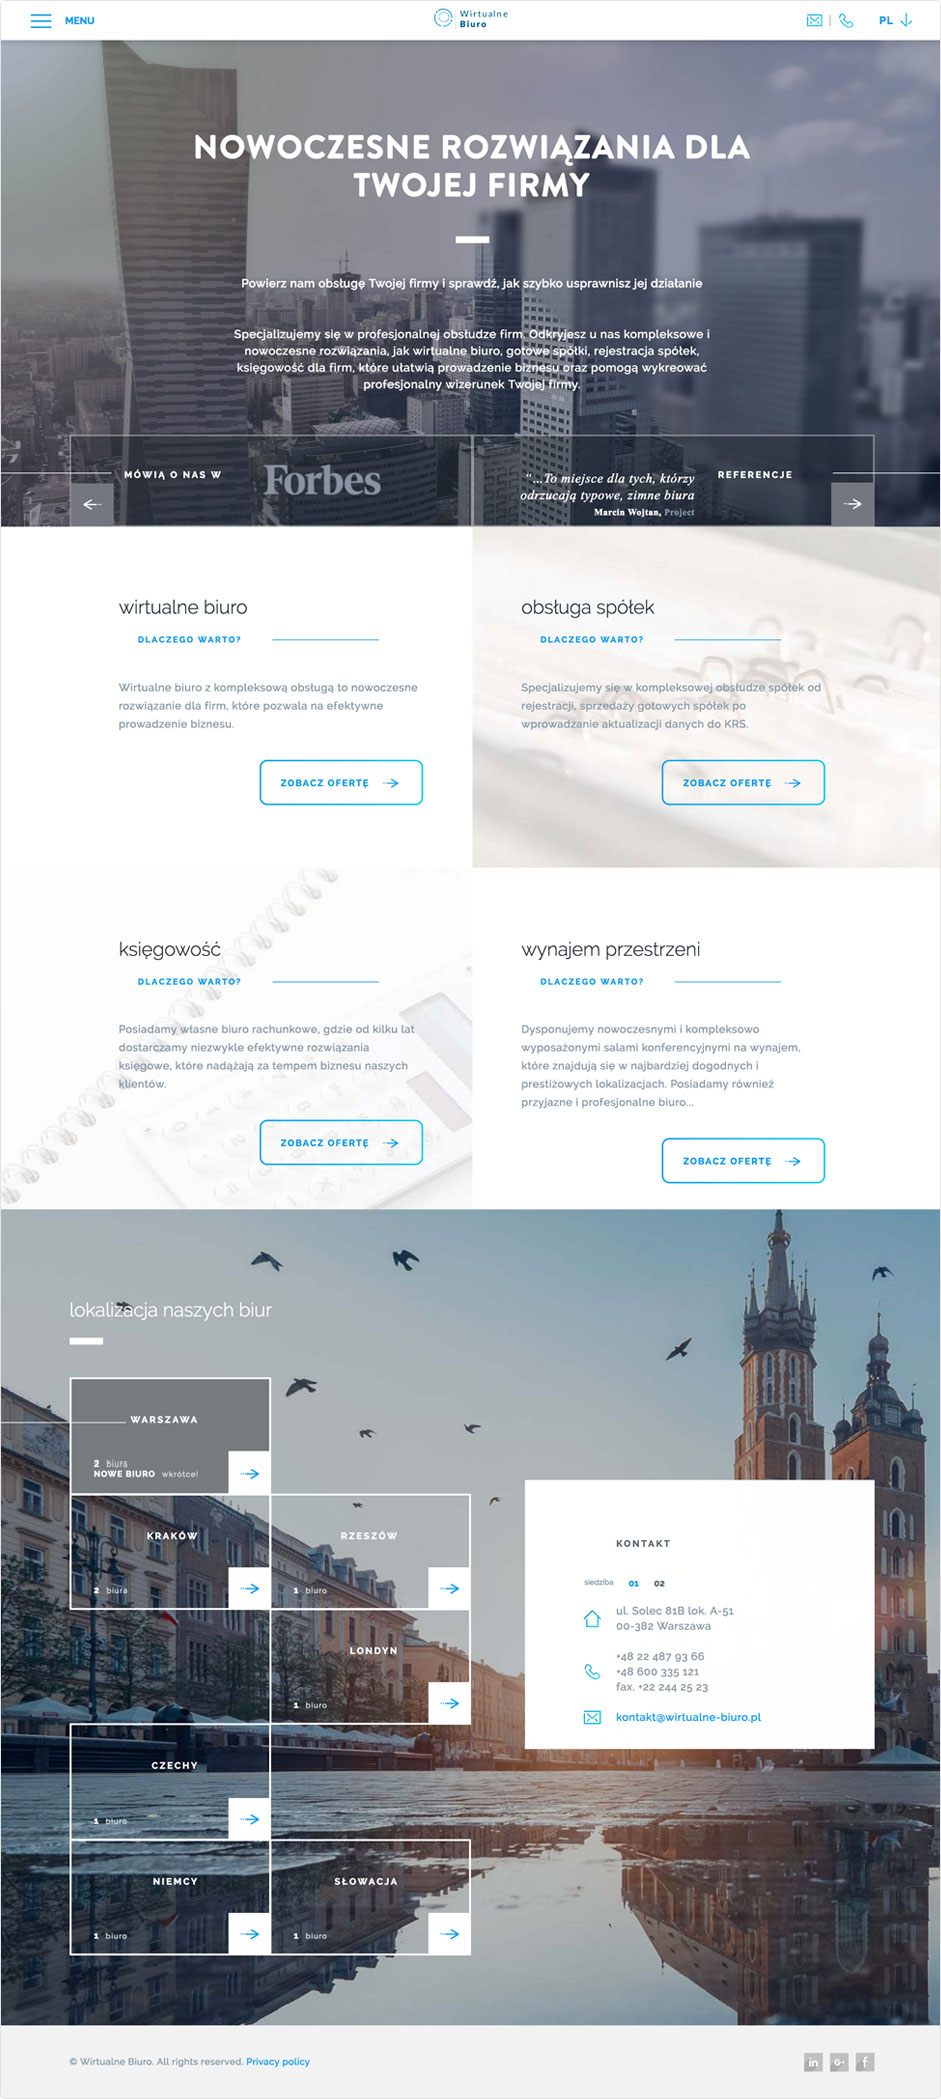 MENU
Wirtualne
Biuro
PL
NOWOCZESNE ROZWIĄZANIA DLA
TWOJEJ FIRMY
Powierz nam obsługę Twojej firmy i sprawdź, jak szybko usprawnisz jej działanie
Specjalizujemy się w profesjonalnej obsłudze firm. Odkryjesz u nas kompleksowe i
nowoczesne rozwiązania, jak wirtualne biuro, gotowe spółki, rejestracja spółek,
księgowość dla firm, które ułatwią prowadzenie biznesu oraz pomogą wykreować
profesjonalny wizerunek Twojej firmy.
MÓWIĄ O NAS W
Forbes
“...To miejsce dla tych, którzy
odrzucają typowe, zimne biura
Marcin Wojtan, Project
REFERENCJE
wirtualne biuro
DLACZEGO WARTO?
Wirtualne biuro z kompleksową obsługą to nowoczesne
rozwiązanie dla firm, które pozwala na efektywne
prowadzenie biznesu.
ZOBACZ OFERTĘ
obsługa spółek
DLACZEGO WARTO?
Specjalizujemy się w kompleksowej obsłudze spółek od
rejestracji, sprzedaży gotowych spółek po
wprowadzanie aktualizacji danych do KRS.
ZOBACZ OFERTĘ
księgowość
DLACZEGO WARTO?
Posiadamy własne biuro rachunkowe, gdzie od kilku lat
dostarczamy niezwykle efektywne rozwiązania
księgowe, które nadążają za tempem biznesu naszych
klientów.
ZOBACZ OFERTĘ
wynajem przestrzeni
DLACZEGO WARTO?
Dysponujemy nowoczesnymi i kompleksowo
wyposażonymi salami konferencyjnymi na wynajem,
które znajdują się w najbardziej dogodnych i
prestiżowych lokalizacjach. Posiadamy również
przyjazne i profesjonalne biuro...
ZOBACZ OFERTĘ
lokalizacja naszych biur
WARSZAWA
2 biura
NOWE BIURO wkrótce!
KRAKÓW
2 biura
RZESZÓW
1 biuro
LONDYN
1 biuro
CZECHY
1 biuro
NIEMCY
1 biuro
SŁOWACJA
1 biuro
KONTAKT
siedziba 01 02
ul. Solec 81B lok. A-51
00-382 Warszawa
+48 22 487 93 66
+48 600 335 121
fax. +22 244 25 23
kontakt@wirtualne-biuro.pl
© Wirtualne Biuro. All rights reserved. Privacy policy
in
G+
f